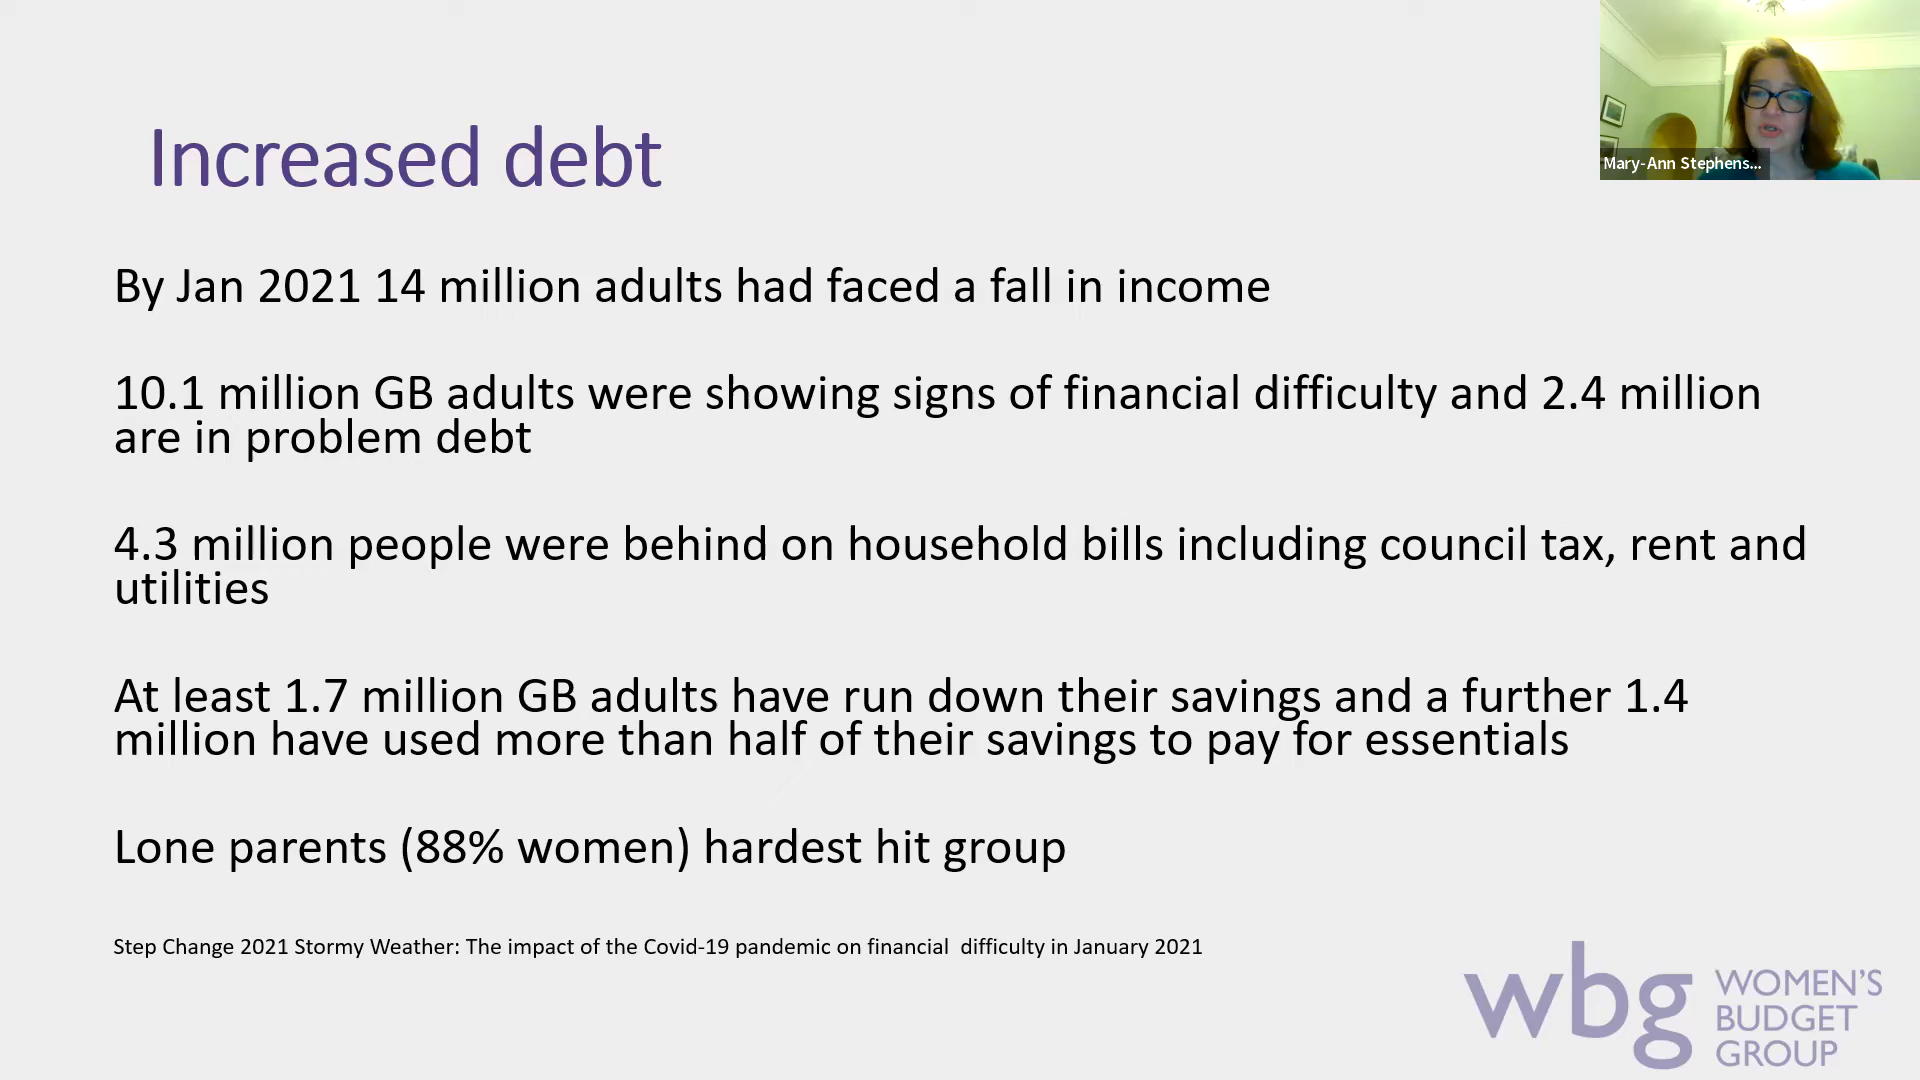 Increased debt
Mary-Ann Stephens...
By Jan 2021 14 million adults had faced a fall in income
10.1 million GB adults were showing signs of financial difficulty and 2.4 million
are in problem debt
4.3 million people were behind on household bills including council tax, rent and
utilities
At least 1.7 million GB adults have run down their savings and a further 1.4
million have used more than half of their savings to pay for essentials
Lone parents (88% women) hardest hit group
Step Change 2021 Stormy Weather: The impact of the Covid-19 pandemic on financial  difficulty in January 2021
wbg
WOMEN'S
BUDGET
GROUP